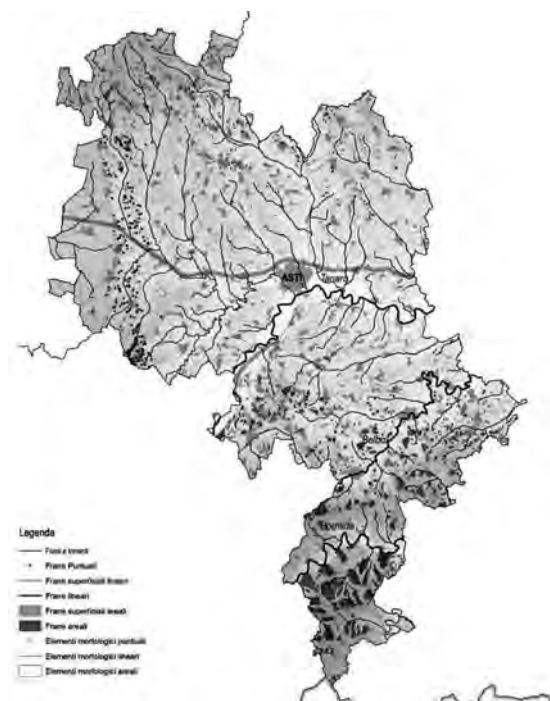 ASTI
Tanaro
Belbo
Bormida
Legenda
Fiumi e torrenti
Frane Puntuali
Frane superficiali lineari
Frane lineari
Frane superficiali areali
Frane areali
Elementi morfologici puntuali
Elementi morfologici lineari
Elementi morfologici areali